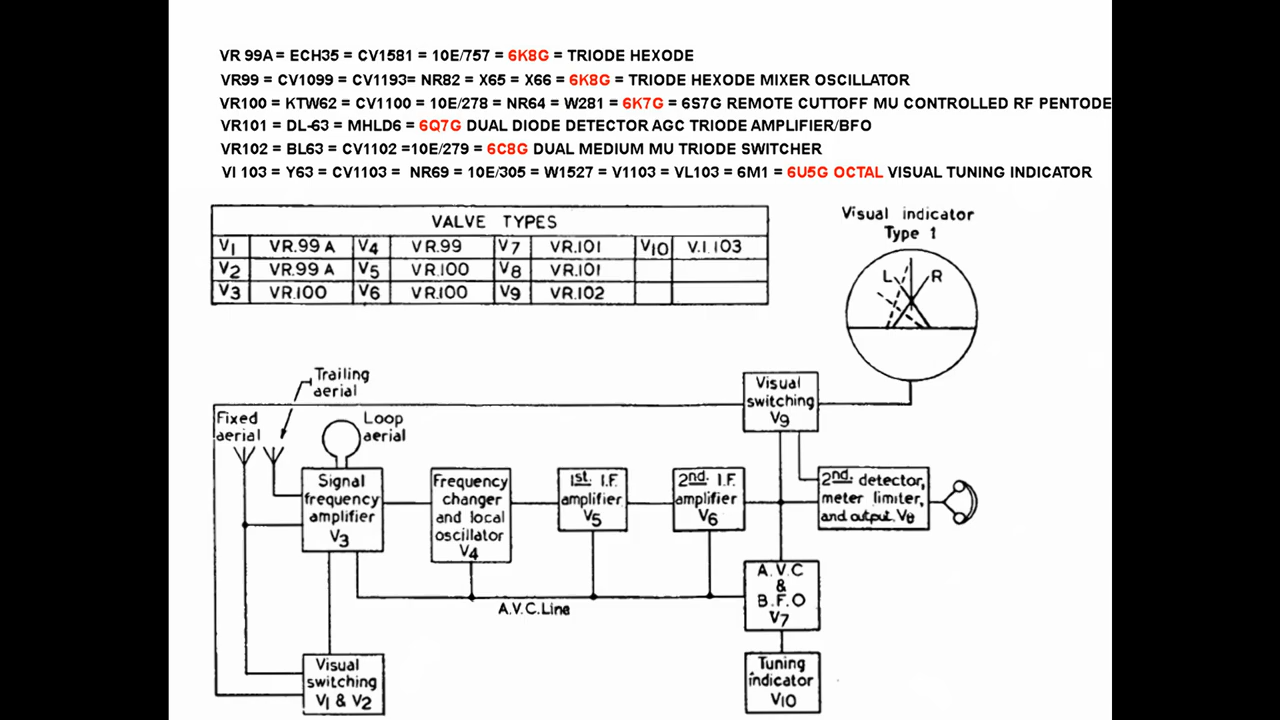 VR 99A = ECH35 = CV1581 = 10E/757 = 6K8G = TRIODE HEXODE
VR99 = CV1099 = CV1193= NR82 = X65 = X66 = 6K8G = TRIODE HEXODE MIXER OSCILLATOR
VR100 = KTW62 = CV1100 = 10E/278 = NR64 = W281 = 6K7G = 6S7G REMOTE CUTTOFF MU CONTROLLED RF PENTODE
VR101 = DL-63 = MHLD6 = 6Q7G DUAL DIODE DETECTOR AGC TRIODE AMPLIFIER/BFO
VR102 = BL63 = CV1102 =10E/279 = 6C8G DUAL MEDIUM MU TRIODE SWITCHER
VI 103 = Y63 = CV1103 = NR69 = 10E/305 = W1527 = V1103 = VL103 = 6M1 = 6U5G OCTAL VISUAL TUNING INDICATOR
VALVE TYPES
V1 VR.99 A V4 VR.99 V7 VR.101 V10 V.I.103
V2 VR.99 A V5 VR.100 V8 VR.101
V3 VR.100 V6 VR.100 V9 VR.102
Visual indicator
Type 1
L R
Trailing
aerial
Fixed
aerial
Loop
aerial
Visual
switching
V9
Signal
frequency
amplifier
V3
Frequency
changer
and local
oscillator
V4
1st. I.F.
amplifier
V5
2nd. I.F.
amplifier
V6
2nd. detector,
meter limiter,
and output. V8
A.V.C
&
B.F.O
V7
A.V.C. Line
Visual
switching
V1 & V2
Tuning
indicator
V10